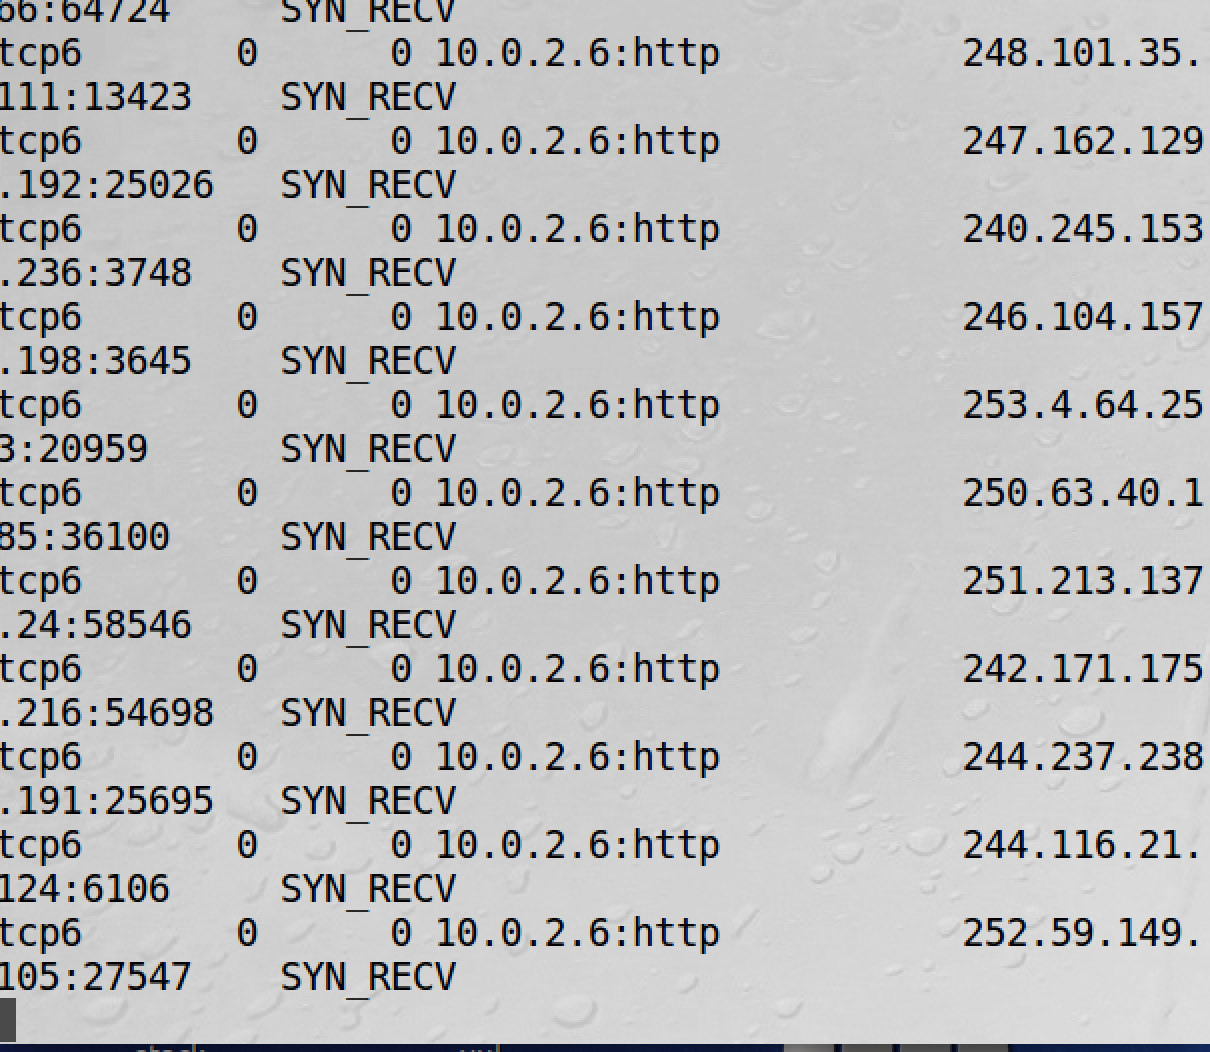 66:64724     SYN_RECV
tcp6       0      0 10.0.2.6:http           248.101.35.
111:13423    SYN_RECV
tcp6       0      0 10.0.2.6:http           247.162.129
.192:25026   SYN_RECV
tcp6       0      0 10.0.2.6:http           240.245.153
.236:3748    SYN_RECV
tcp6       0      0 10.0.2.6:http           246.104.157
.198:3645    SYN_RECV
tcp6       0      0 10.0.2.6:http           253.4.64.25
3:20959      SYN_RECV
tcp6       0      0 10.0.2.6:http           250.63.40.1
85:36100     SYN_RECV
tcp6       0      0 10.0.2.6:http           251.213.137
.24:58546    SYN_RECV
tcp6       0      0 10.0.2.6:http           242.171.175
.216:54698   SYN_RECV
tcp6       0      0 10.0.2.6:http           244.237.238
.191:25695   SYN_RECV
tcp6       0      0 10.0.2.6:http           244.116.21.
124:6106     SYN_RECV
tcp6       0      0 10.0.2.6:http           252.59.149.
105:27547    SYN_RECV